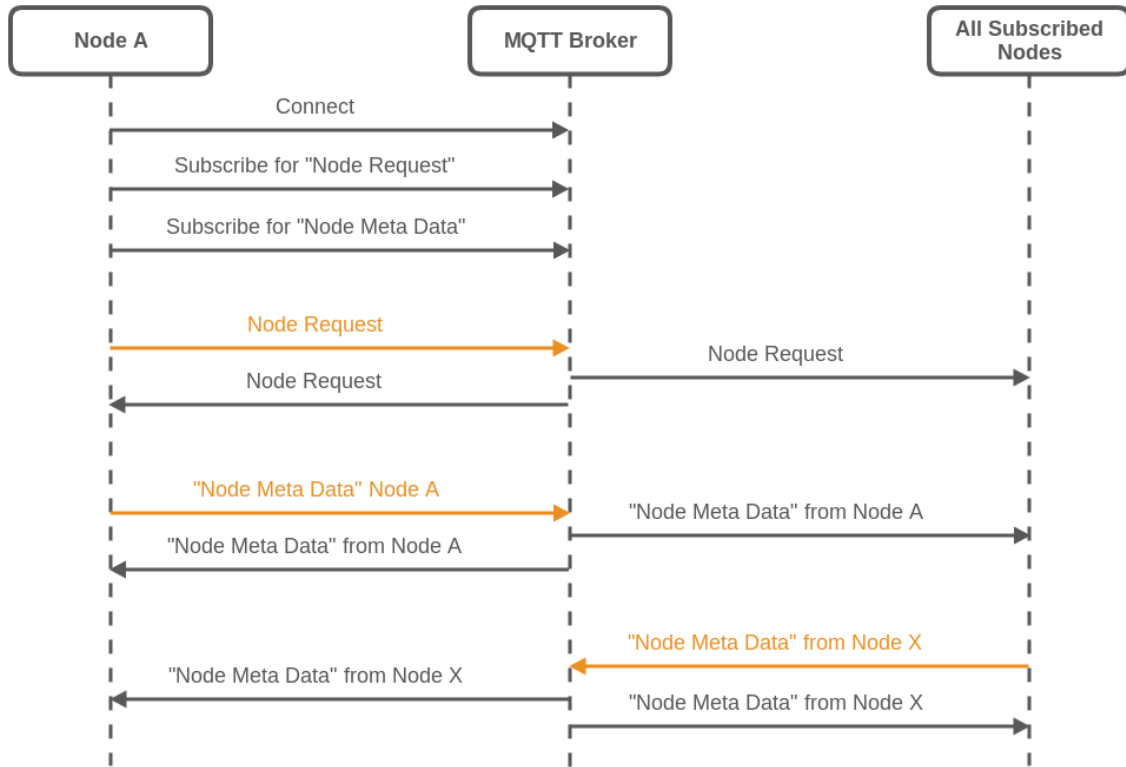 Node A
MQTT Broker
All Subscribed
Nodes
Connect
Subscribe for "Node Request"
Subscribe for "Node Meta Data"
Node Request
Node Request
Node Request
"Node Meta Data" Node A
"Node Meta Data" from Node A
"Node Meta Data" from Node A
"Node Meta Data" from Node X
"Node Meta Data" from Node X
"Node Meta Data" from Node X